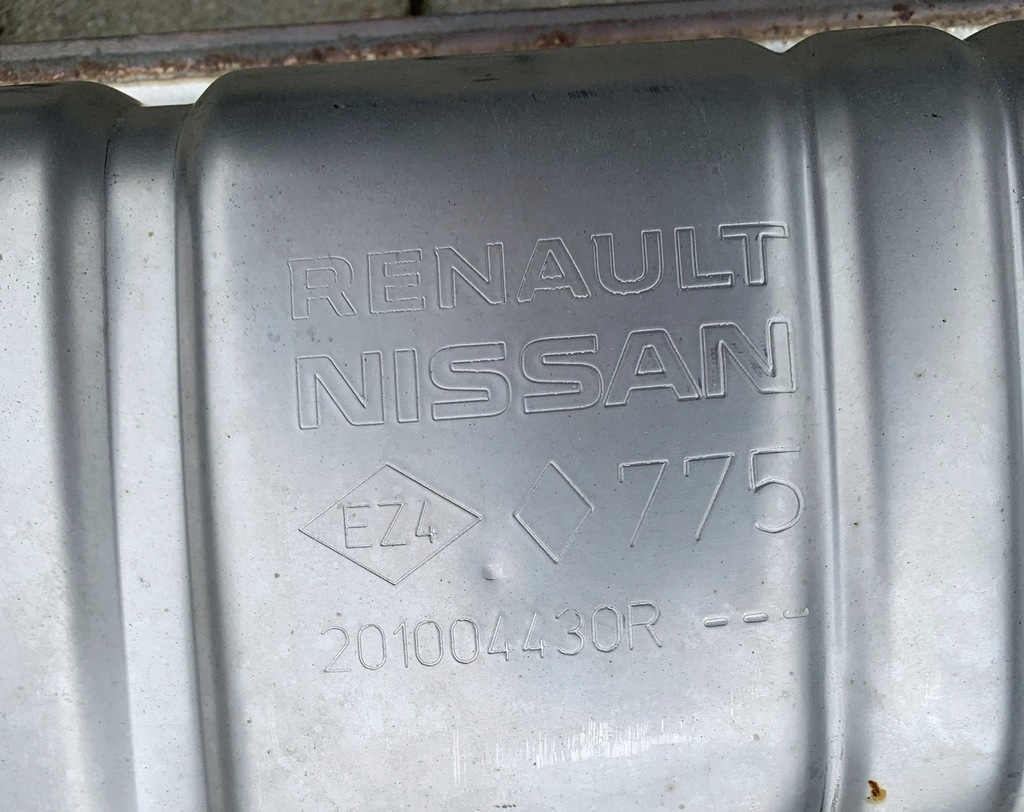 RENAULT
NISSAN
EZ4 ◊ 775
201004430R ---